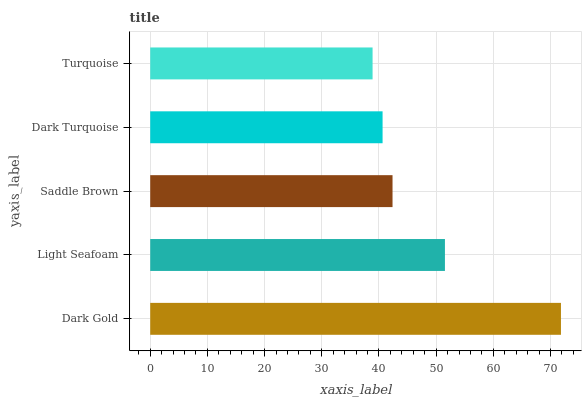 title
yaxis_label
Turquoise
Dark Turquoise
Saddle Brown
Light Seafoam
Dark Gold
0 10 20 30 40 50 60 70
xaxis_label